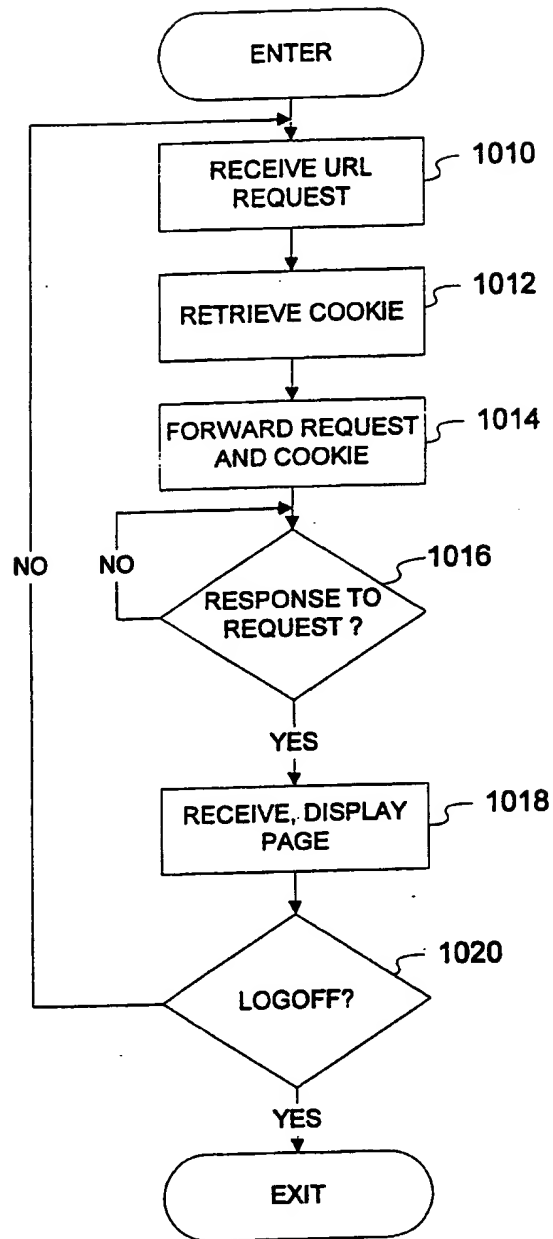 ENTER
RECEIVE URL
REQUEST
1010
RETRIEVE COOKIE
1012
FORWARD REQUEST
AND COOKIE
1014
NO
NO
RESPONSE TO
REQUEST ?
1016
YES
RECEIVE, DISPLAY
PAGE
1018
LOGOFF?
1020
YES
EXIT